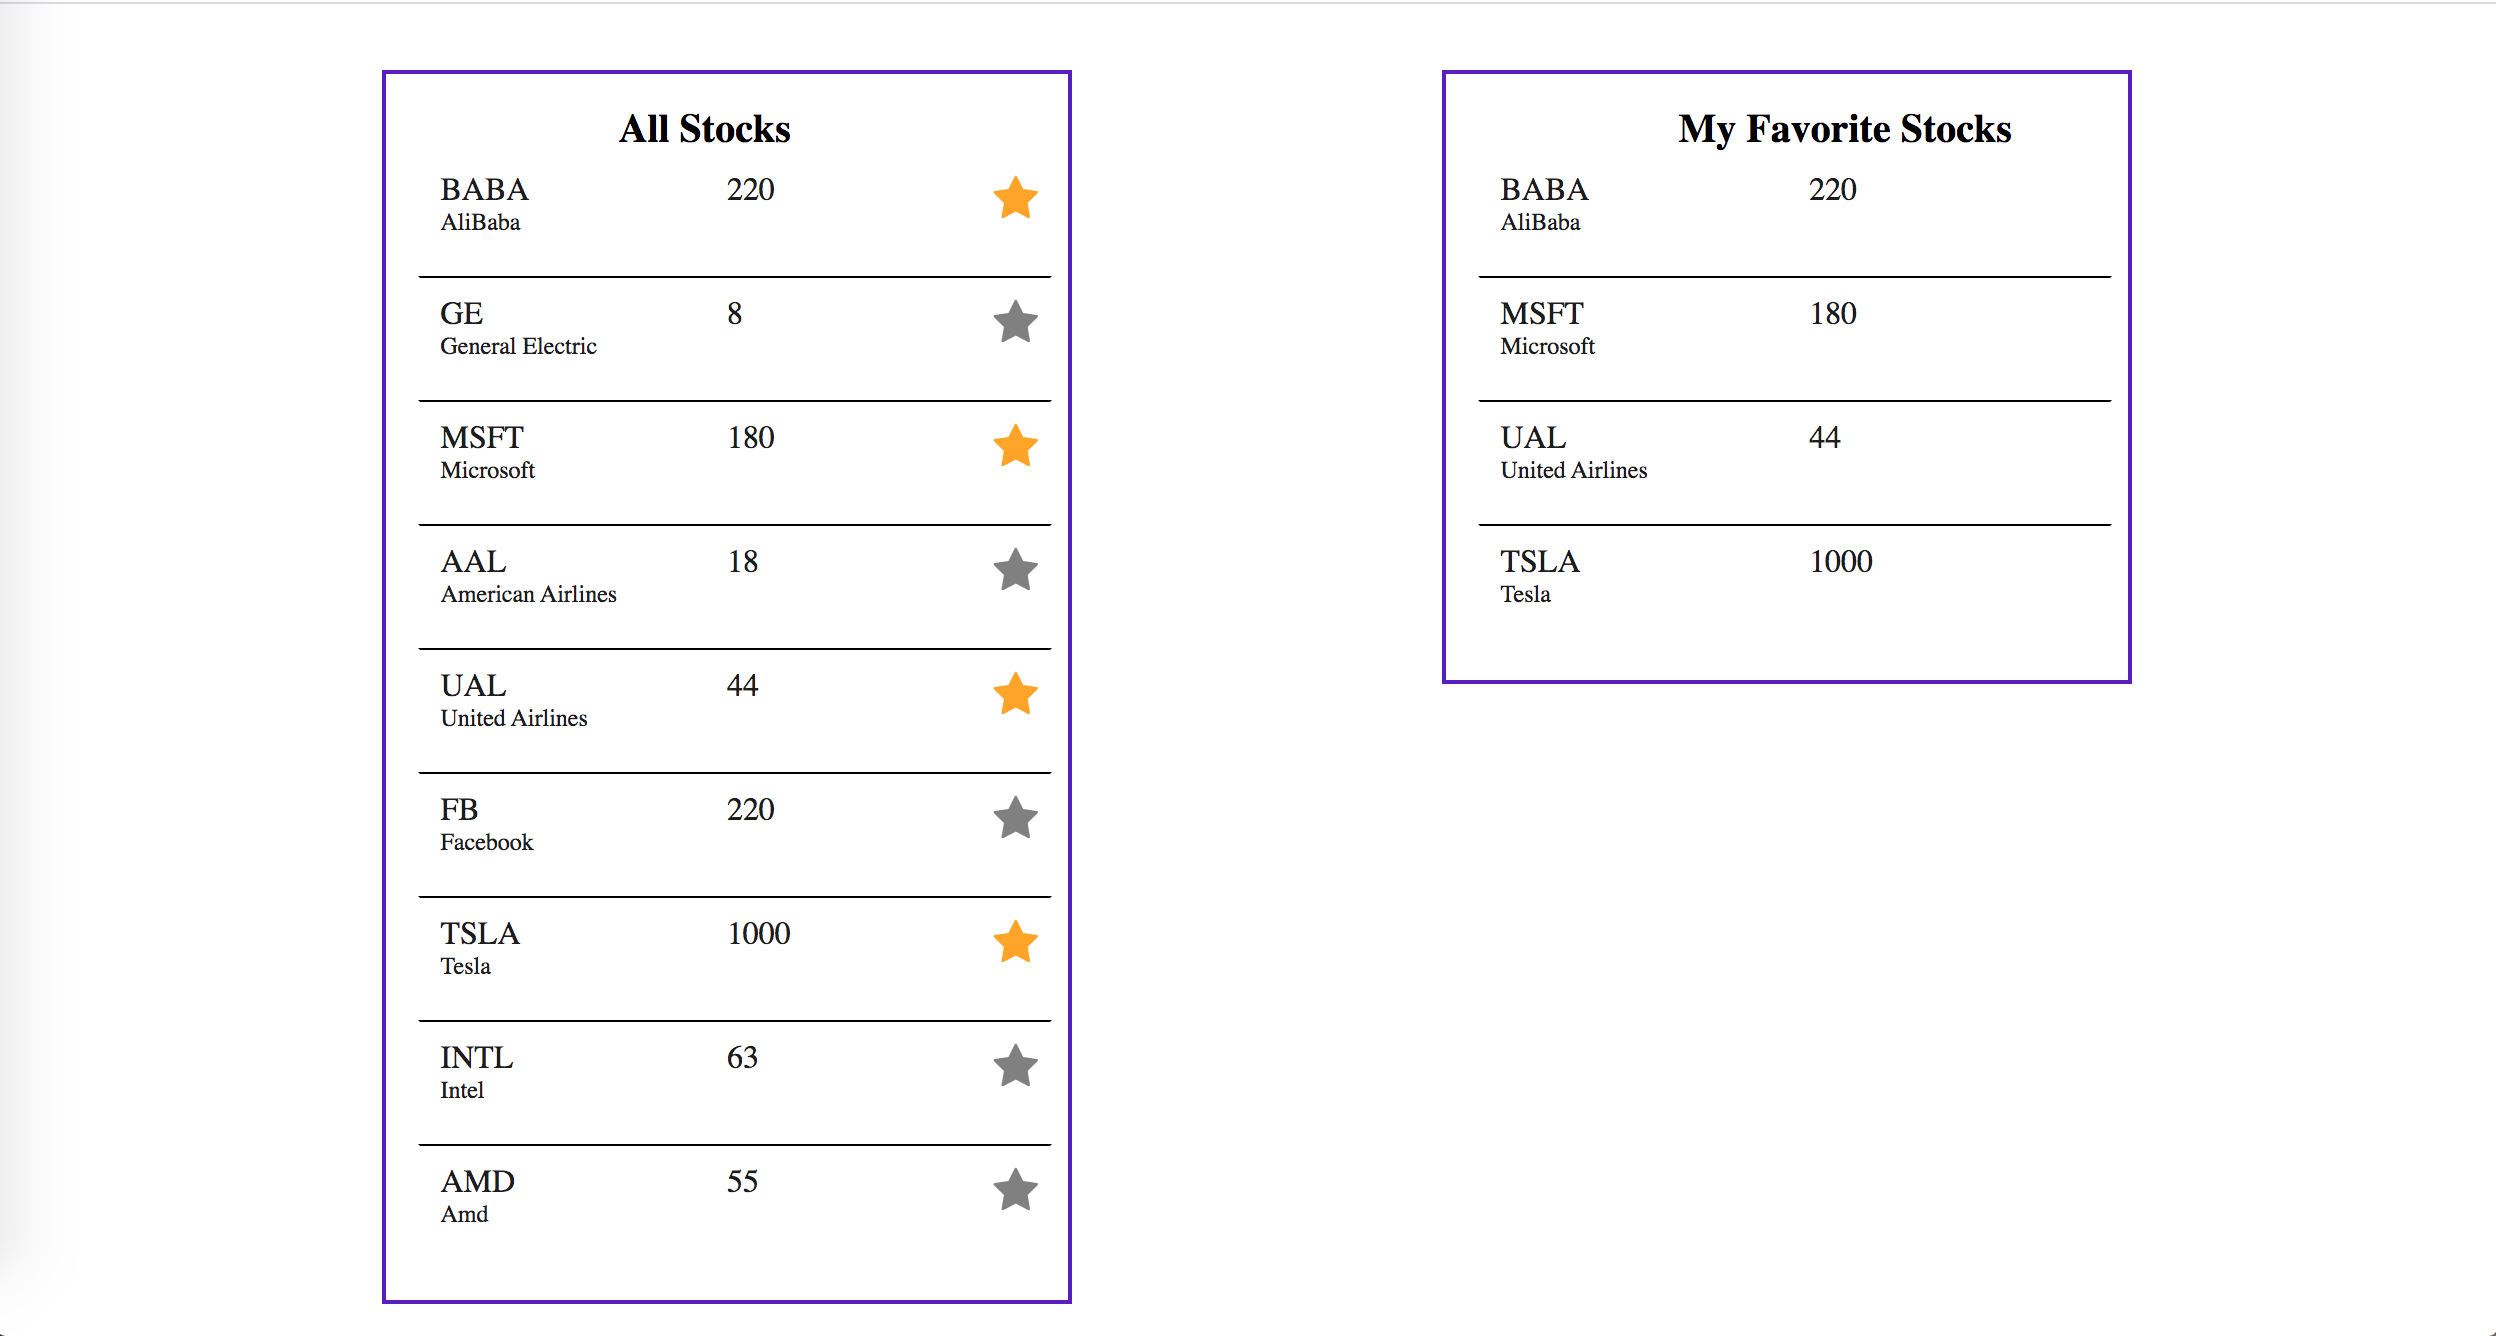 All Stocks
BABA 220
AliBaba
GE 8
General Electric
MSFT 180
Microsoft
AAL 18
American Airlines
UAL 44
United Airlines
FB 220
Facebook
TSLA 1000
Tesla
INTL 63
Intel
AMD 55
Amd
My Favorite Stocks
BABA 220
AliBaba
MSFT 180
Microsoft
UAL 44
United Airlines
TSLA 1000
Tesla